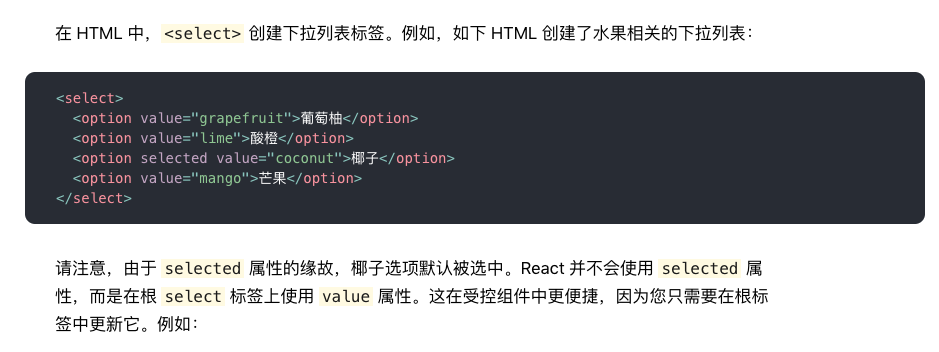 在 HTML 中，<select> 创建下拉列表标签。例如，如下 HTML 创建了水果相关的下拉列表：
<select>
  <option value="grapefruit">葡萄柚</option>
  <option value="lime">酸橙</option>
  <option selected value="coconut">椰子</option>
  <option value="mango">芒果</option>
</select>
请注意，由于 selected 属性的缘故，椰子选项默认被选中。React 并不会使用 selected 属
性，而是在根 select 标签上使用 value 属性。这在受控组件中更便捷，因为您只需要在根标
签中更新它。例如：